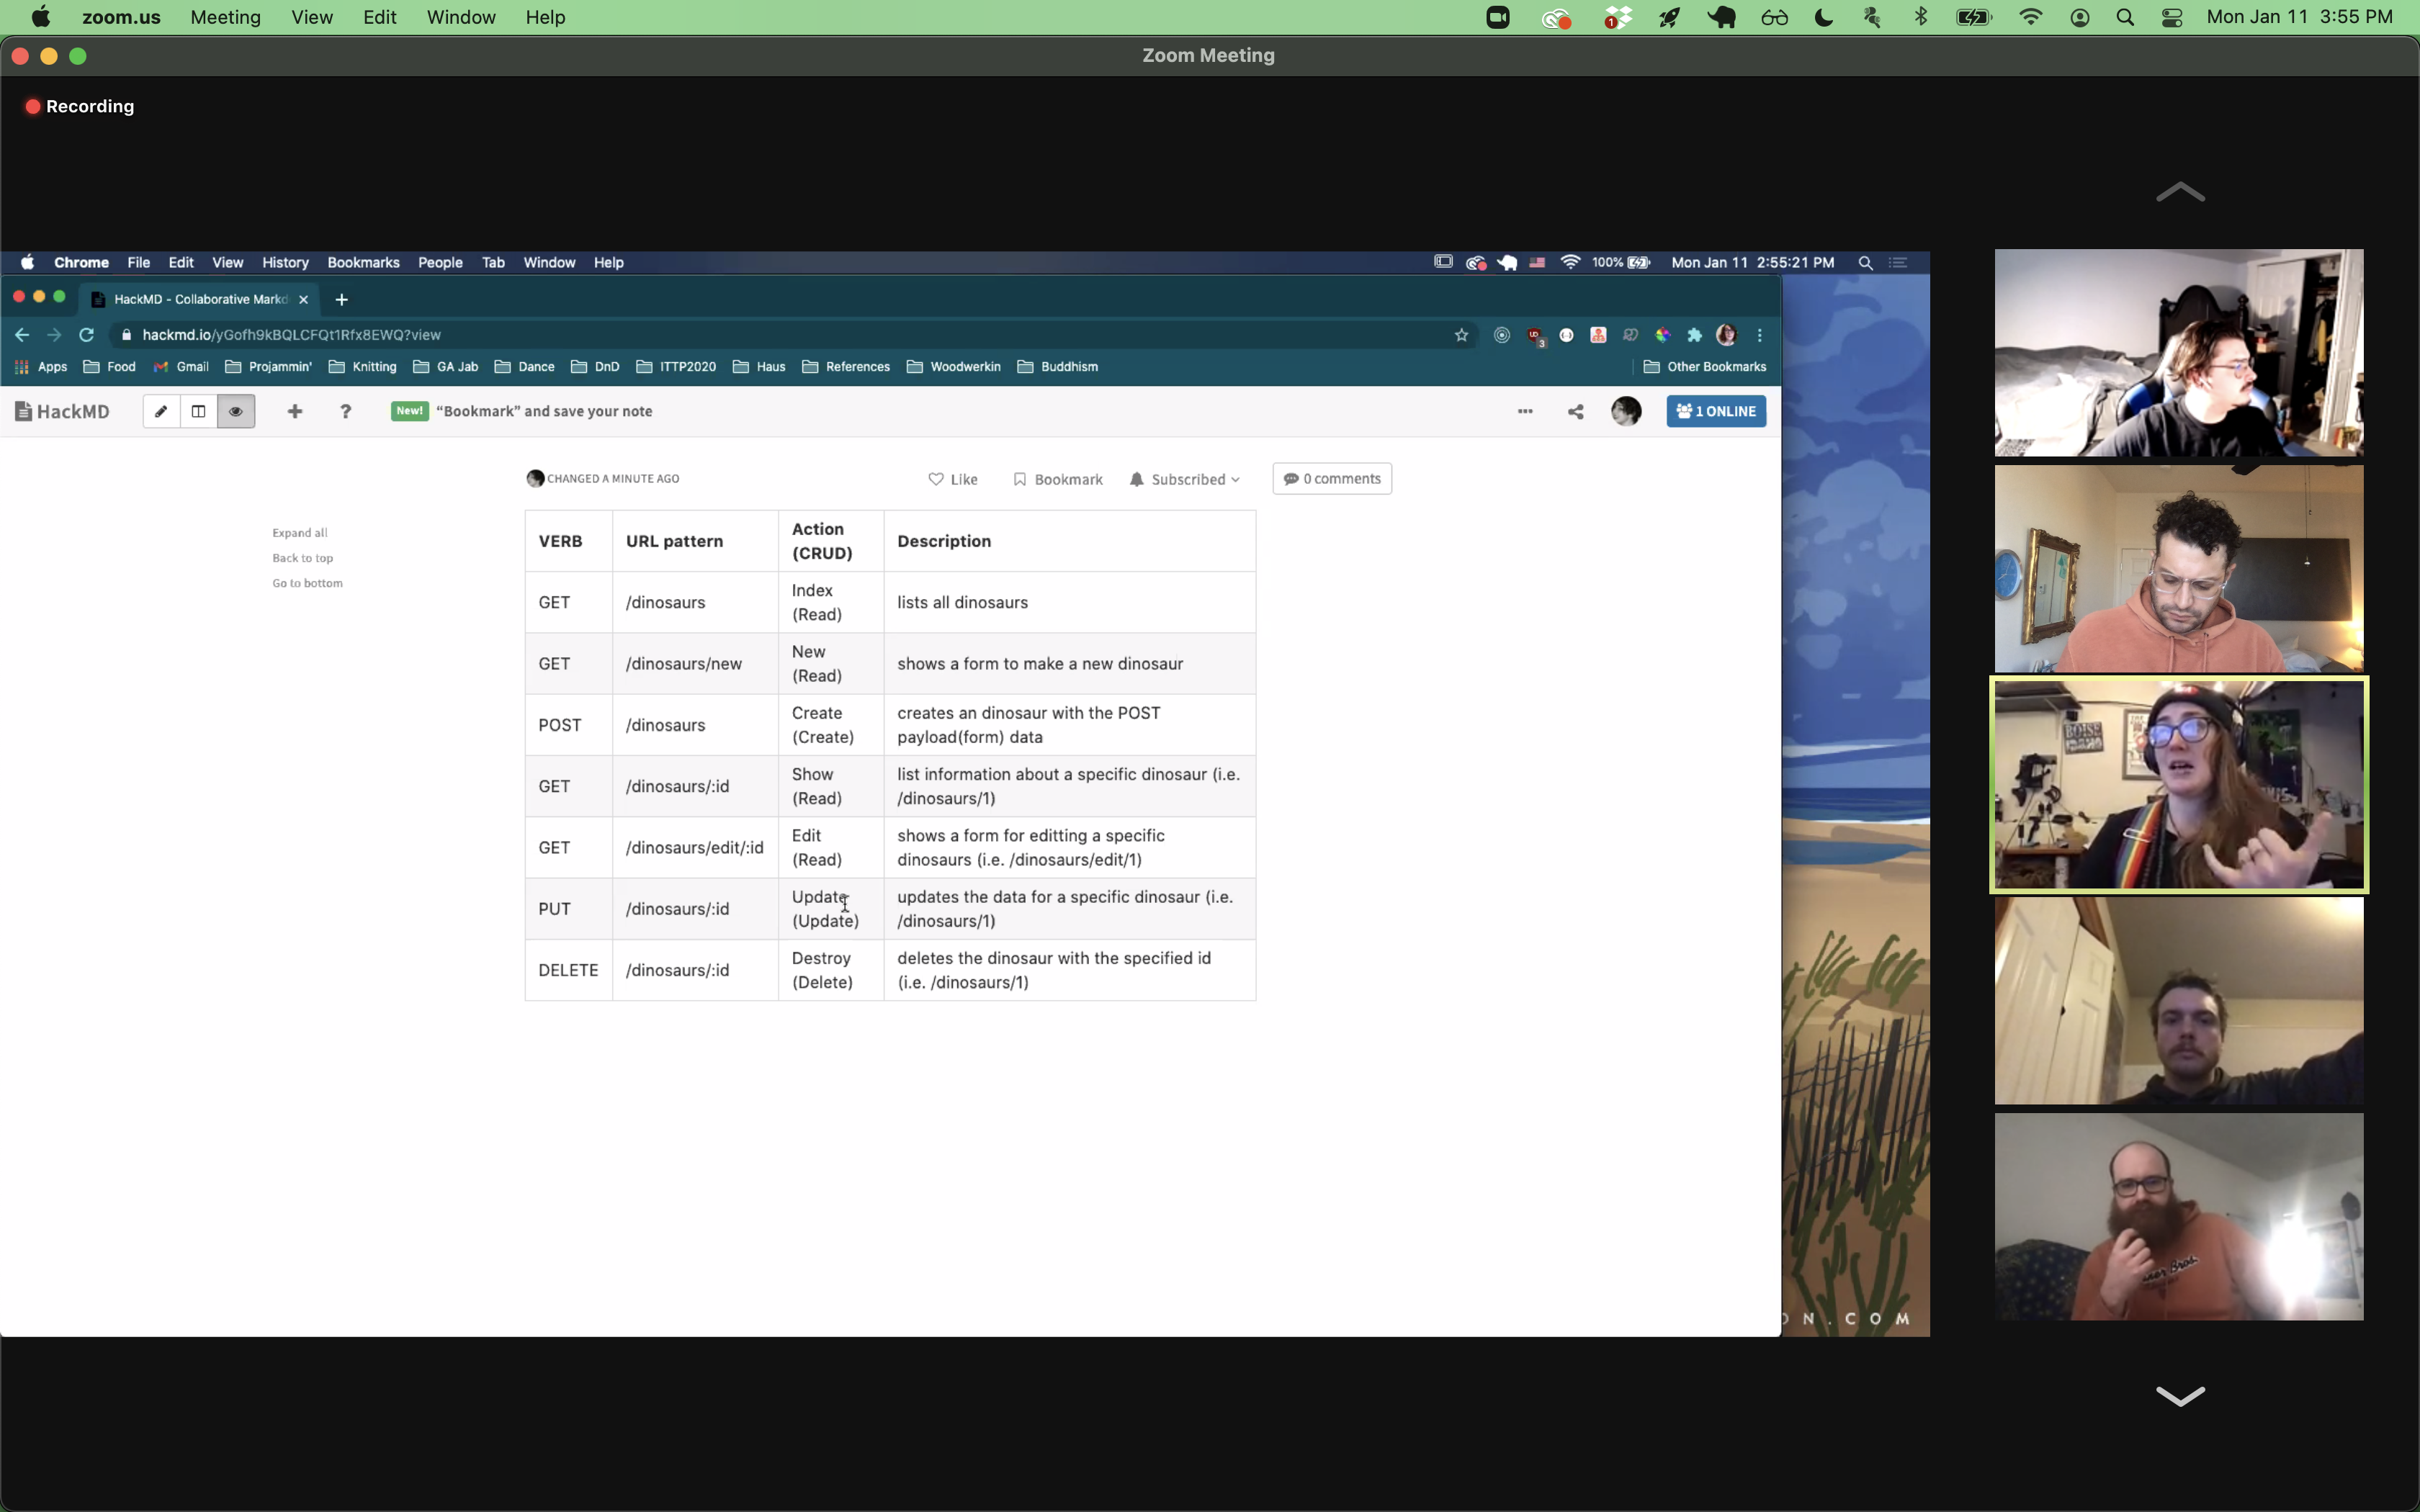 zoom.us Meeting View Edit Window Help
1
Mon Jan 11 3:55 PM
Zoom Meeting
Recording
Chrome File Edit View History Bookmarks People Tab Window Help
100%
Mon Jan 11 2:55:21 PM
HackMD - Collaborative Markd
hackmd.io/yGofh9kBQLCFQt1Rfx8EWQ?view
UD
3
Apps Food Gmail Projammin' Knitting GA Jab Dance DnD ITTP2020 Haus References Woodwerkin Buddhism Other Bookmarks
HackMD
?
New! “Bookmark” and save your note
1 ONLINE
CHANGED A MINUTE AGO
Like Bookmark Subscribed 0 comments
Expand all
Back to top
Go to bottom
VERB URL pattern Action (CRUD) Description
GET /dinosaurs Index (Read) lists all dinosaurs
GET /dinosaurs/new New (Read) shows a form to make a new dinosaur
POST /dinosaurs Create (Create) creates an dinosaur with the POST payload(form) data
GET /dinosaurs/:id Show (Read) list information about a specific dinosaur (i.e. /dinosaurs/1)
GET /dinosaurs/edit/:id Edit (Read) shows a form for editting a specific dinosaurs (i.e. /dinosaurs/edit/1)
PUT /dinosaurs/:id Update (Update) updates the data for a specific dinosaur (i.e. /dinosaurs/1)
DELETE /dinosaurs/:id Destroy (Delete) deletes the dinosaur with the specified id (i.e. /dinosaurs/1)
BOISE
Bros.
ON.COM